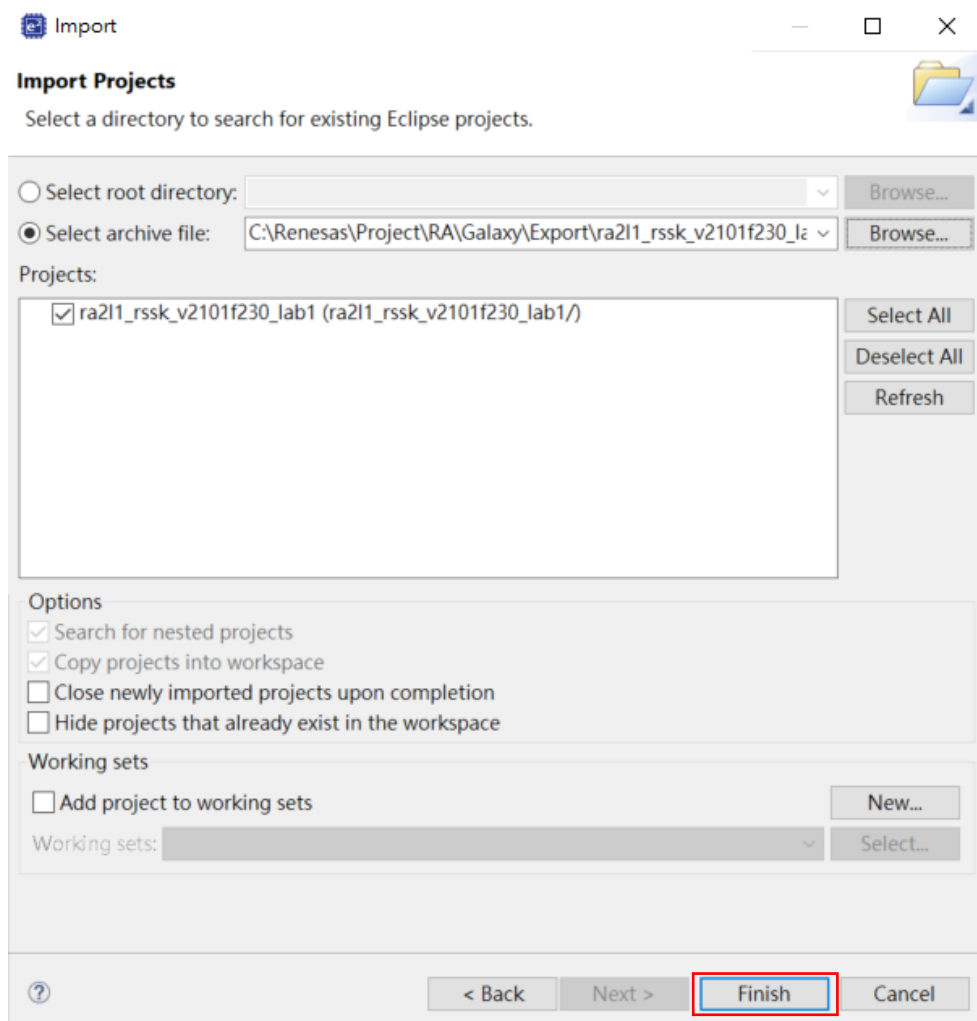 Import
Import Projects
Select a directory to search for existing Eclipse projects.
Select root directory:
Browse...
Select archive file: C:\Renesas\Project\RA\Galaxy\Export\ra2l1_rssk_v2101f230_la
Browse...
Projects:
ra2l1_rssk_v2101f230_lab1 (ra2l1_rssk_v2101f230_lab1/)
Select All
Deselect All
Refresh
Options
Search for nested projects
Copy projects into workspace
Close newly imported projects upon completion
Hide projects that already exist in the workspace
Working sets
Add project to working sets
New...
Working sets:
Select...
?
< Back
Next >
Finish
Cancel